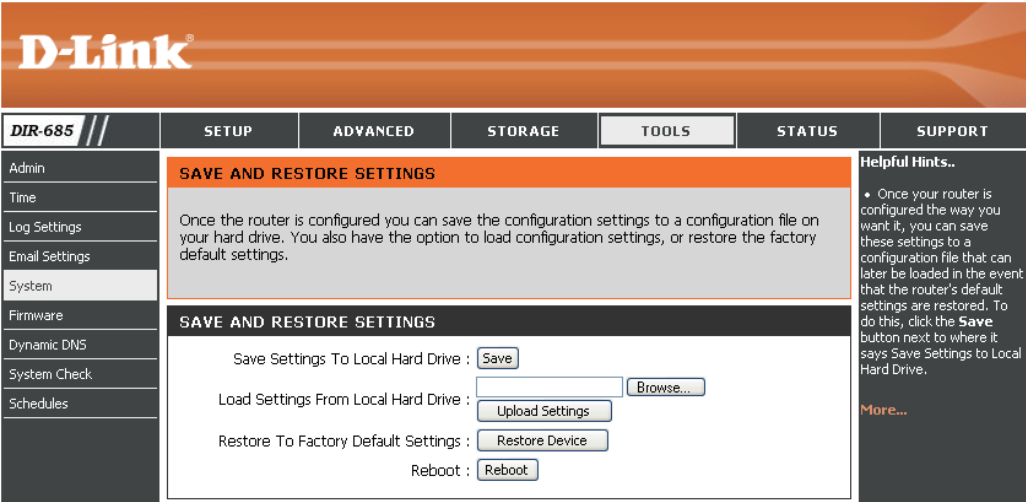 D-Link®
DIR-685
SETUP
ADVANCED
STORAGE
TOOLS
STATUS
SUPPORT
Admin
Time
Log Settings
Email Settings
System
Firmware
Dynamic DNS
System Check
Schedules
SAVE AND RESTORE SETTINGS
Once the router is configured you can save the configuration settings to a configuration file on
your hard drive. You also have the option to load configuration settings, or restore the factory
default settings.
SAVE AND RESTORE SETTINGS
Save Settings To Local Hard Drive : Save
Browse...
Load Settings From Local Hard Drive :
Upload Settings
Restore To Factory Default Settings : Restore Device
Reboot : Reboot
Helpful Hints..
• Once your router is
configured the way you
want it, you can save
these settings to a
configuration file that can
later be loaded in the event
that the router's default
settings are restored. To
do this, click the Save
button next to where it
says Save Settings to Local
Hard Drive.
More...